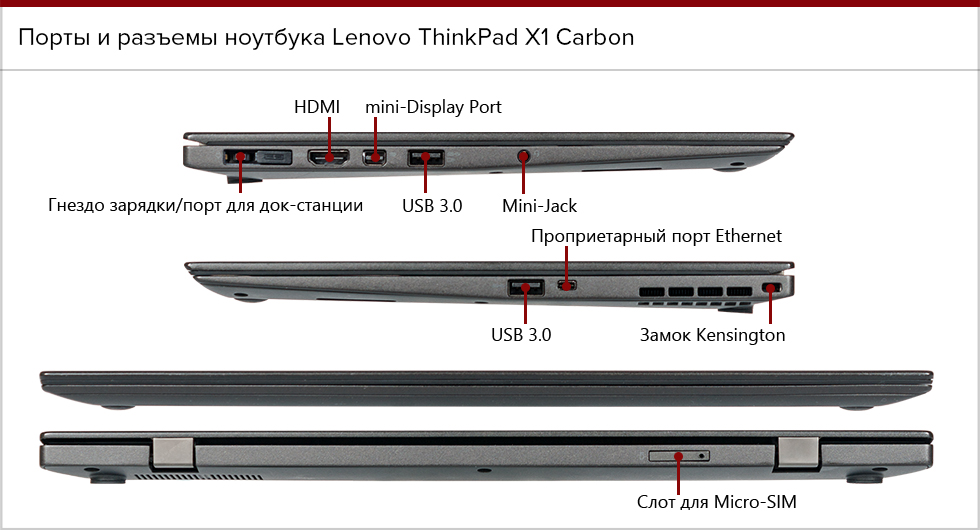 Порты и разъемы ноутбука Lenovo ThinkPad X1 Carbon
HDMI
mini-Display Port
Гнездо зарядки/порт для док-станции
USB 3.0
Mini-Jack
Проприетарный порт Ethernet
USB 3.0
Замок Kensington
Слот для Micro-SIM